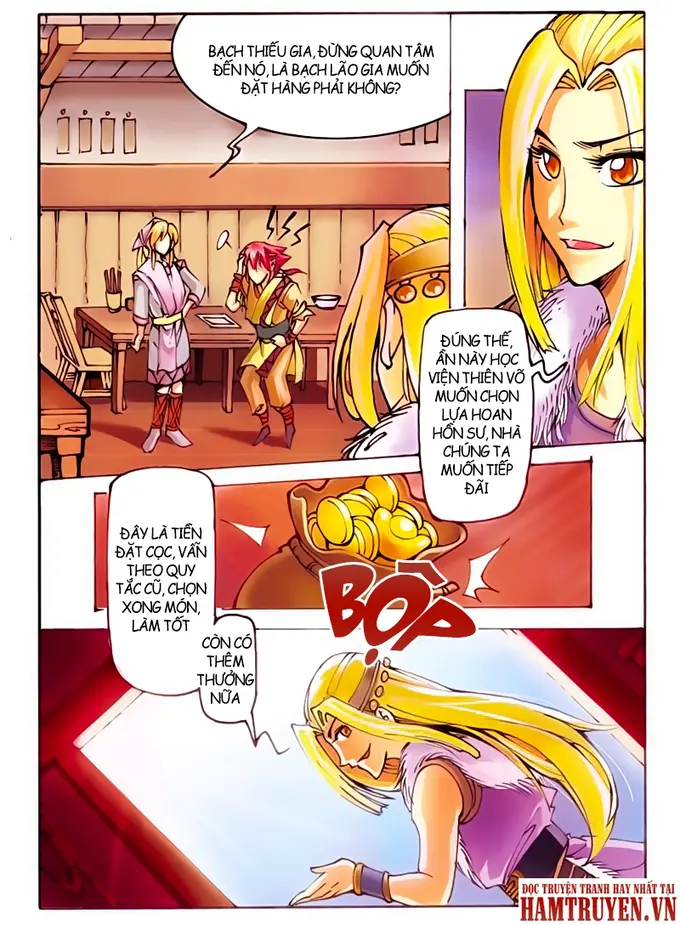 BẠCH THIẾU GIA, ĐỪNG QUAN TÂM
ĐẾN NÓ, LÀ BẠCH LÃO GIA MUỐN
ĐẶT HÀNG PHẢI KHÔNG?
ĐÚNG THẾ,
ẦN NÀY HỌC
VIỆN THIÊN VÕ
MUỐN CHỌN
LỰA HOAN
HỒN SƯ, NHÀ
CHÚNG TA
MUỐN TIẾP
ĐÃI
ĐÂY LÀ TIỀN
ĐẶT CỌC, VẪN
THEO QUY
TẮC CŨ, CHỌN
XONG MÓN,
LÀM TỐT
BỘP
CÒN CÓ
THÊM
THƯỞNG
NỮA
ĐỌC TRUYỆN TRANH HAY NHẤT TẠI
HAMTRUYEN.VN